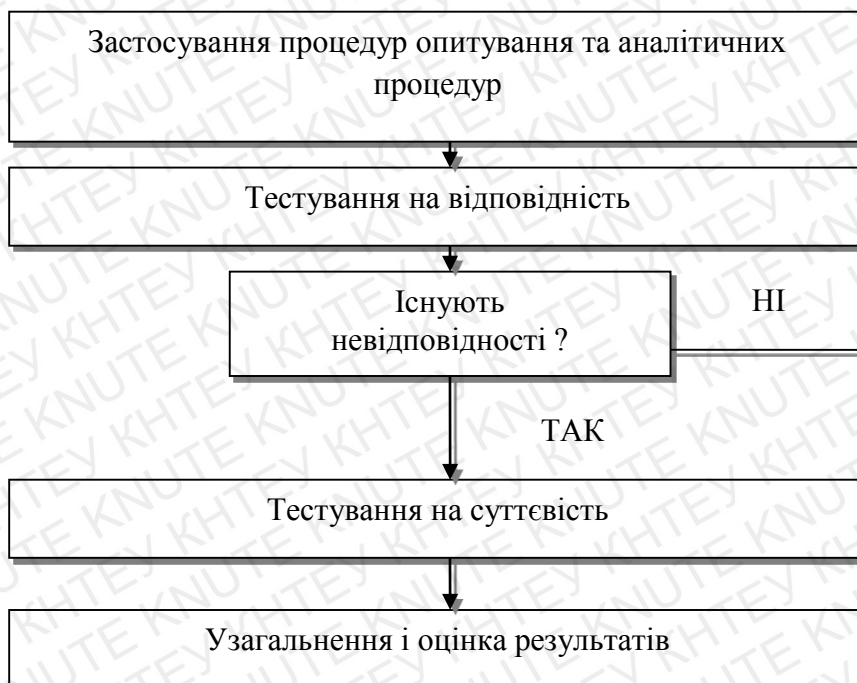 Застосування процедур опитування та аналітичних
процедур
Тестування на відповідність
Існують
невідповідності ?
НІ
ТАК
Тестування на суттєвість
Узагальнення і оцінка результатів